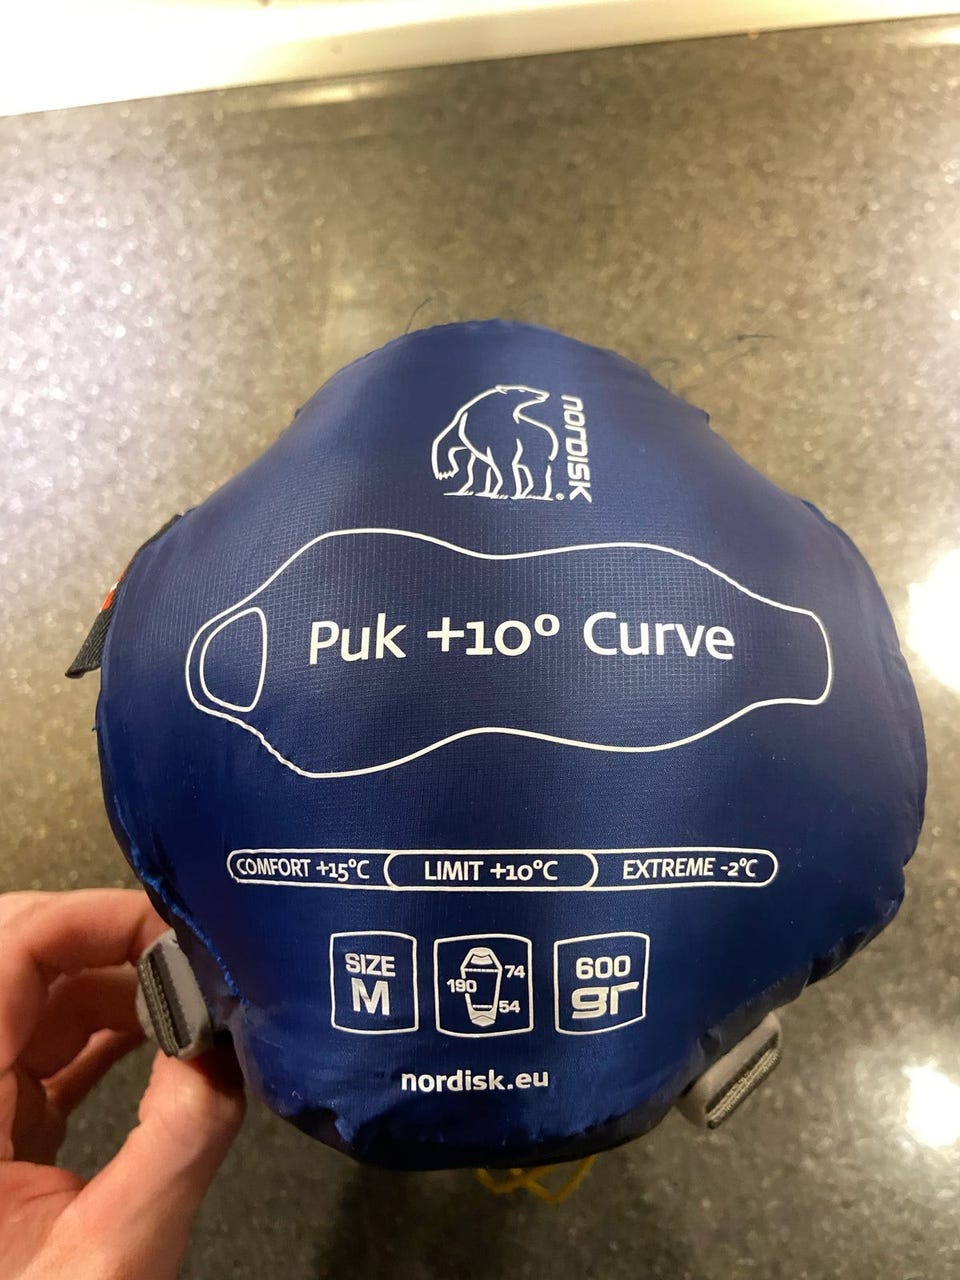 nordisk®
Puk +10° Curve
COMFORT +15°C LIMIT +10°C EXTREME -2°C
SIZE
M
190
74
54
600
gr
nordisk.eu